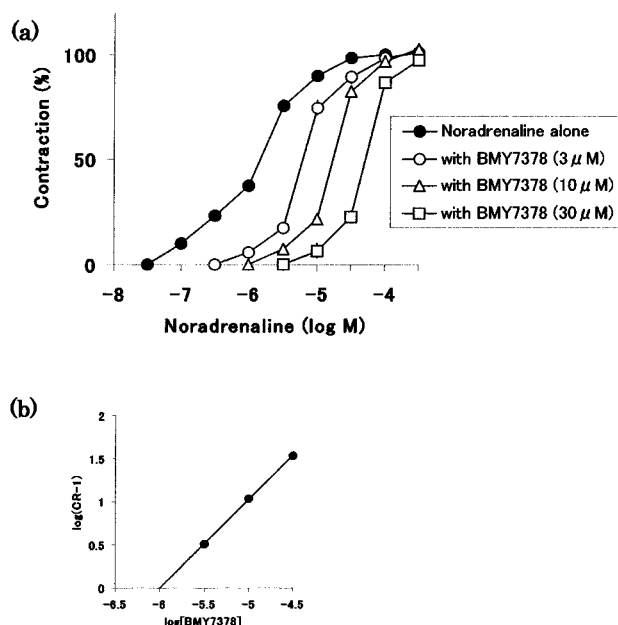 (a)
100
50
0
Contraction (%)
-8 -7 -6 -5 -4
Noradrenaline (log M)
Noradrenaline alone
with BMY7378 (3 μM)
with BMY7378 (10 μM)
with BMY7378 (30 μM)
(b)
2
1.5
1
0.5
0
log(CR-1)
-6.5 -6 -5.5 -5 -4.5
log[BMY7378]